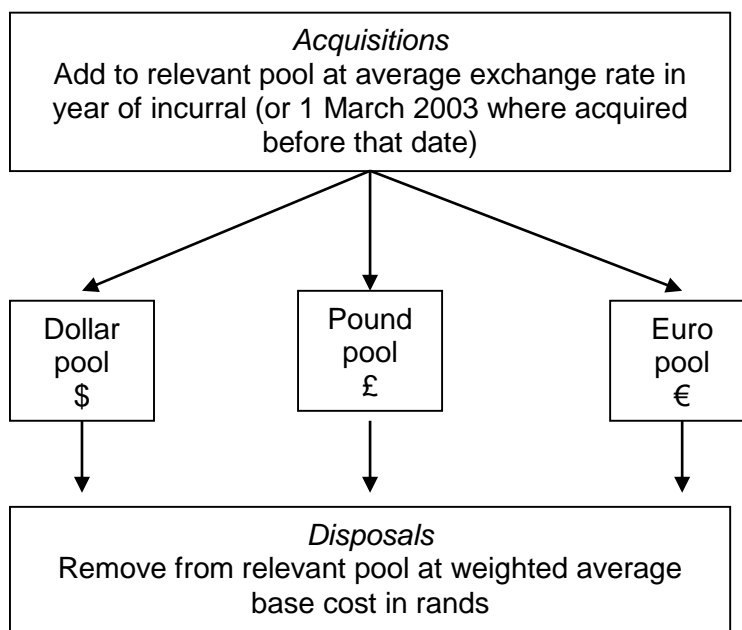 Acquisitions
Add to relevant pool at average exchange rate in
year of incurral (or 1 March 2003 where acquired
before that date)
Dollar
pool
$
Pound
pool
£
Euro
pool
€
Disposals
Remove from relevant pool at weighted average
base cost in rands